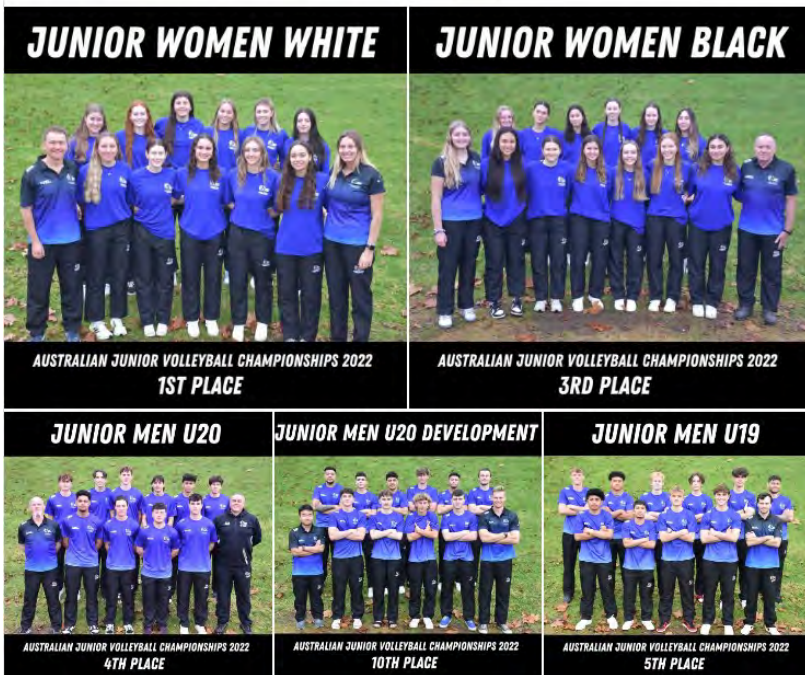 JUNIOR WOMEN WHITE
AUSTRALIAN JUNIOR VOLLEYBALL CHAMPIONSHIPS 2022
1ST PLACE
JUNIOR WOMEN BLACK
AUSTRALIAN JUNIOR VOLLEYBALL CHAMPIONSHIPS 2022
3RD PLACE
JUNIOR MEN U20
AUSTRALIAN JUNIOR VOLLEYBALL CHAMPIONSHIPS 2022
4TH PLACE
JUNIOR MEN U20 DEVELOPMENT
AUSTRALIAN JUNIOR VOLLEYBALL CHAMPIONSHIPS 2022
10TH PLACE
JUNIOR MEN U19
AUSTRALIAN JUNIOR VOLLEYBALL CHAMPIONSHIPS 2022
5TH PLACE